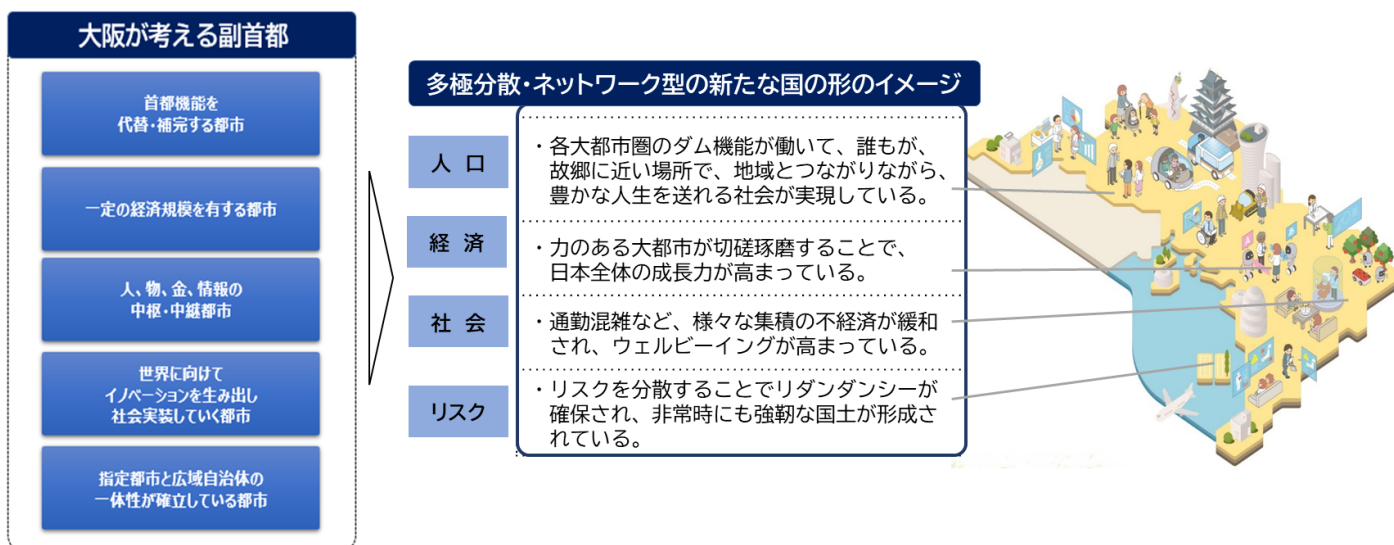 大阪が考える副首都
首都機能を
代替・補完する都市
一定の経済規模を有する都市
人、物、金、情報の
中枢・中継都市
世界に向けて
イノベーションを生み出し
社会実装していく都市
指定都市と広域自治体の
一体性が確立している都市
多極分散・ネットワーク型の新たな国の形のイメージ
人 口
・各大都市圏のダム機能が働いて、誰もが、
故郷に近い場所で、地域とつながりながら、
豊かな人生を送れる社会が実現している。
経 済
・力のある大都市が切磋琢磨することで、
日本全体の成長力が高まっている。
社 会
・通勤混雑など、様々な集積の不経済が緩和
され、ウェルビーイングが高まっている。
リスク
・リスクを分散することでリダンダンシーが
確保され、非常時にも強靭な国土が形成さ
れている。